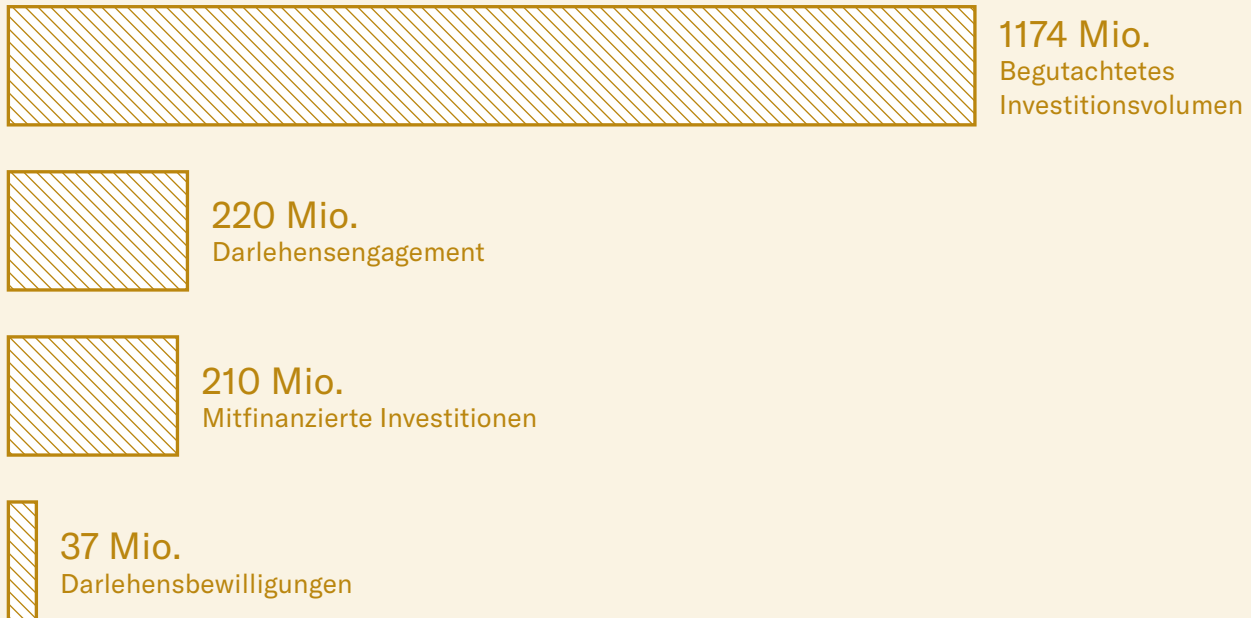 1174 Mio.
Begutachtetes
Investitionsvolumen
220 Mio.
Darlehensengagement
210 Mio.
Mitfinanzierte Investitionen
37 Mio.
Darlehensbewilligungen